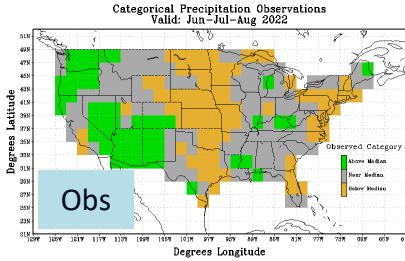 Categorical Precipitation Observations
Valid: Jun-Jul-Aug 2022
Degrees Latitude
51N
49N
47N
45N
43N
41N
39N
37N
35N
33N
31N
29N
27N
25N
23N
21N
Observed Category
Above Median
Near Median
Below Median
Obs
129W 125W 121W 117W 113W 109W 105W 101W 97W 93W 89W 85W 81W 77W 73W 69W 65W
Degrees Longitude